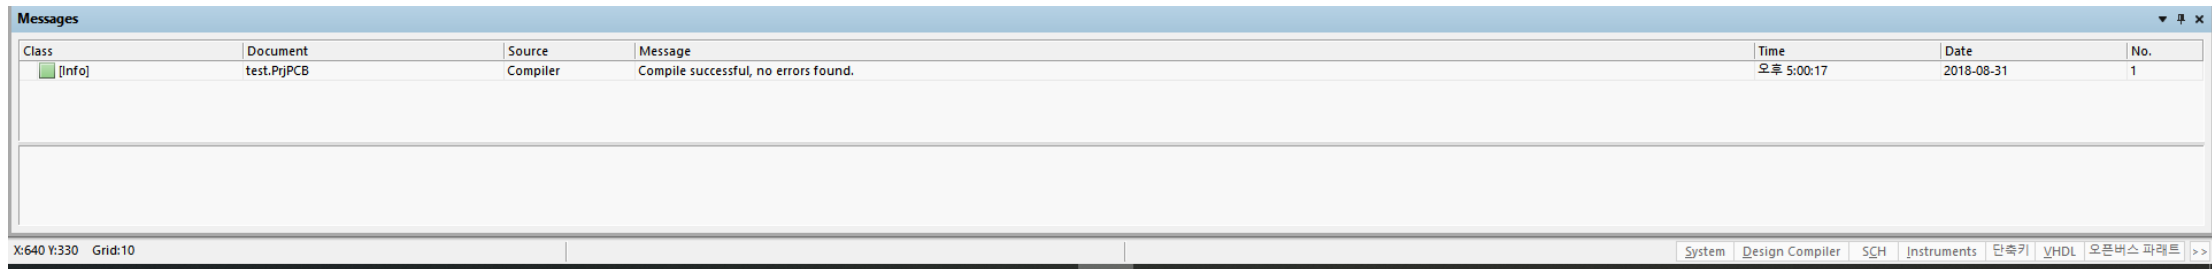 Messages
Class Document Source Message Time Date No.
[Info] test.PrjPCB Compiler Compile successful, no errors found. 오후 5:00:17 2018-08-31 1
X:640 Y:330 Grid:10 System Design Compiler SCH Instruments 단축키 VHDL 오픈버스 파래트 >>